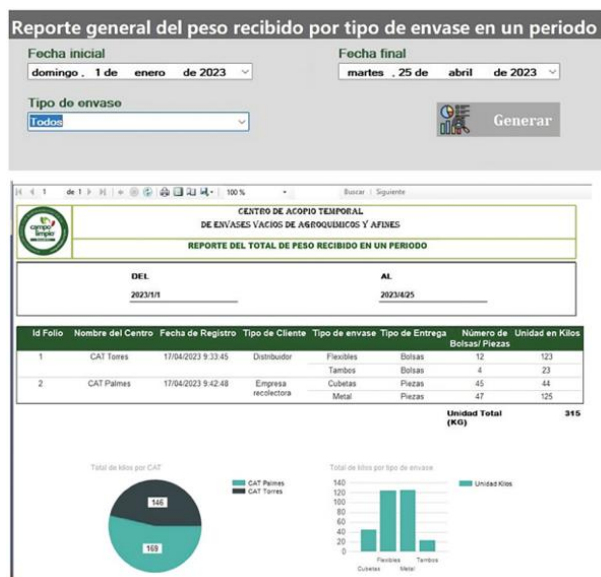 Reporte general del peso recibido por tipo de envase en un periodo
Fecha inicial
Fecha final
domingo , 1 de enero de 2023
martes , 25 de abril de 2023
Tipo de envase
Todos
Generar
1 de 1 100 % Buscar | Siguiente
campo limpio
CENTRO DE ACOPIO TEMPORAL
DE ENVASES VACIOS DE AGROQUIMICOS Y AFINES
REPORTE DEL TOTAL DE PESO RECIBIDO EN UN PERIODO
DEL AL
2023/1/1 2023/4/25
Id Folio Nombre del Centro Fecha de Registro Tipo de Cliente Tipo de envase Tipo de Entrega Número de Bolsas/ Piezas Unidad en Kilos
1 CAT Torres 17/04/2023 9:33:45 Distribuidor Flexibles Bolsas 12 123
Tambos Bolsas 4 23
2 CAT Palmes 17/04/2023 9:42:48 Empresa recolectora Cubetas Piezas 45 44
Metal Piezas 47 125
Unidad Total (KG) 315
Total de kilos por CAT
146
169
CAT Palmes
CAT Torres
Total de kilos por tipo de envase
140
120
100
80
60
40
20
0
Cubetas Flexibles Metal Tambos
Unidad Kilos